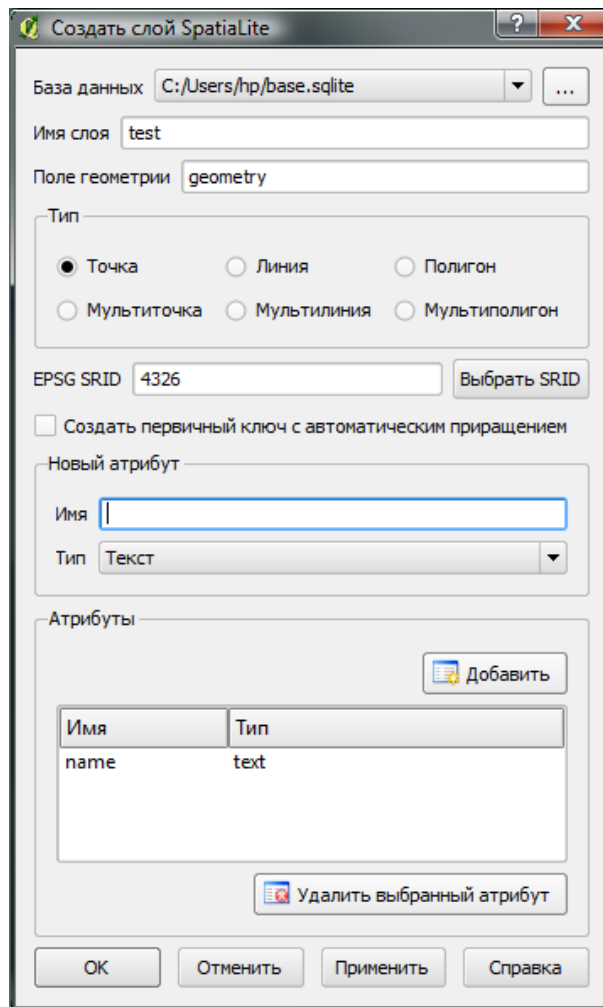 Создать слой SpatiaLite ? X
База данных C:/Users/hp/base.sqlite ...
Имя слоя test
Поле геометрии geometry
Тип
Точка Линия Полигон
Мультиточка Мультилиния Мультиполигон
EPSG SRID 4326 Выбрать SRID
Создать первичный ключ с автоматическим приращением
Новый атрибут
Имя
Тип Текст
Атрибуты
Добавить
Имя Тип
name text
Удалить выбранный атрибут
OK Отменить Применить Справка